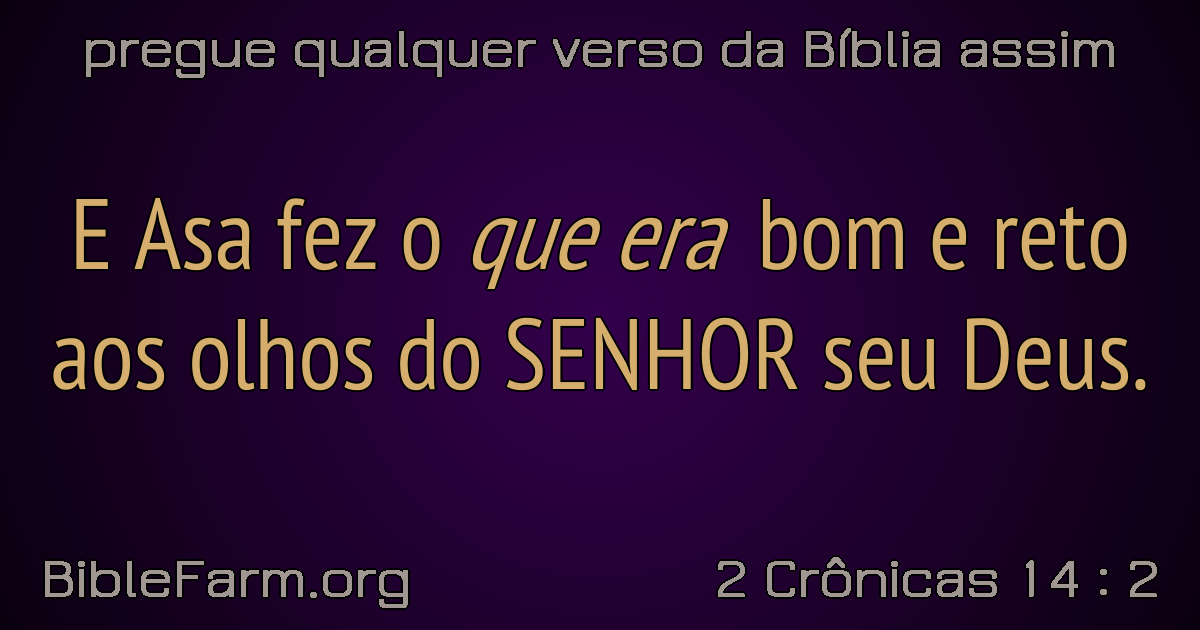 pregue qualquer verso da Bíblia assim
E Asa fez o que era bom e reto
aos olhos do SENHOR seu Deus.
BibleFarm.org
2 Crônicas 14 : 2